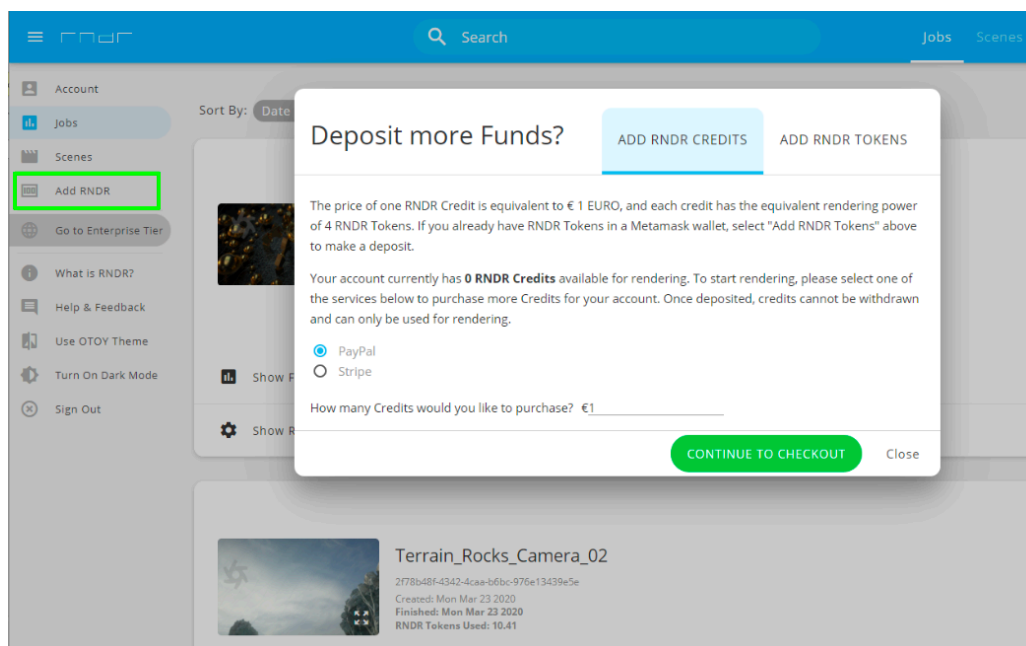 rndr
Search
Jobs
Scenes
Account
Jobs
Scenes
Add RNDR
Go to Enterprise Tier
What is RNDR?
Help & Feedback
Use OTOY Theme
Turn On Dark Mode
Sign Out
Sort By: Date
Deposit more Funds?
ADD RNDR CREDITS
ADD RNDR TOKENS
The price of one RNDR Credit is equivalent to € 1 EURO, and each credit has the equivalent rendering power
of 4 RNDR Tokens. If you already have RNDR Tokens in a Metamask wallet, select "Add RNDR Tokens" above
to make a deposit.
Your account currently has 0 RNDR Credits available for rendering. To start rendering, please select one of
the services below to purchase more Credits for your account. Once deposited, credits cannot be withdrawn
and can only be used for rendering.
PayPal
Stripe
How many Credits would you like to purchase? €1
CONTINUE TO CHECKOUT
Close
Show F
Show R
Terrain_Rocks_Camera_02
2f78b48f-4342-4caa-b6bc-976e13439e5e
Created: Mon Mar 23 2020
Finished: Mon Mar 23 2020
RNDR Tokens Used: 10.41